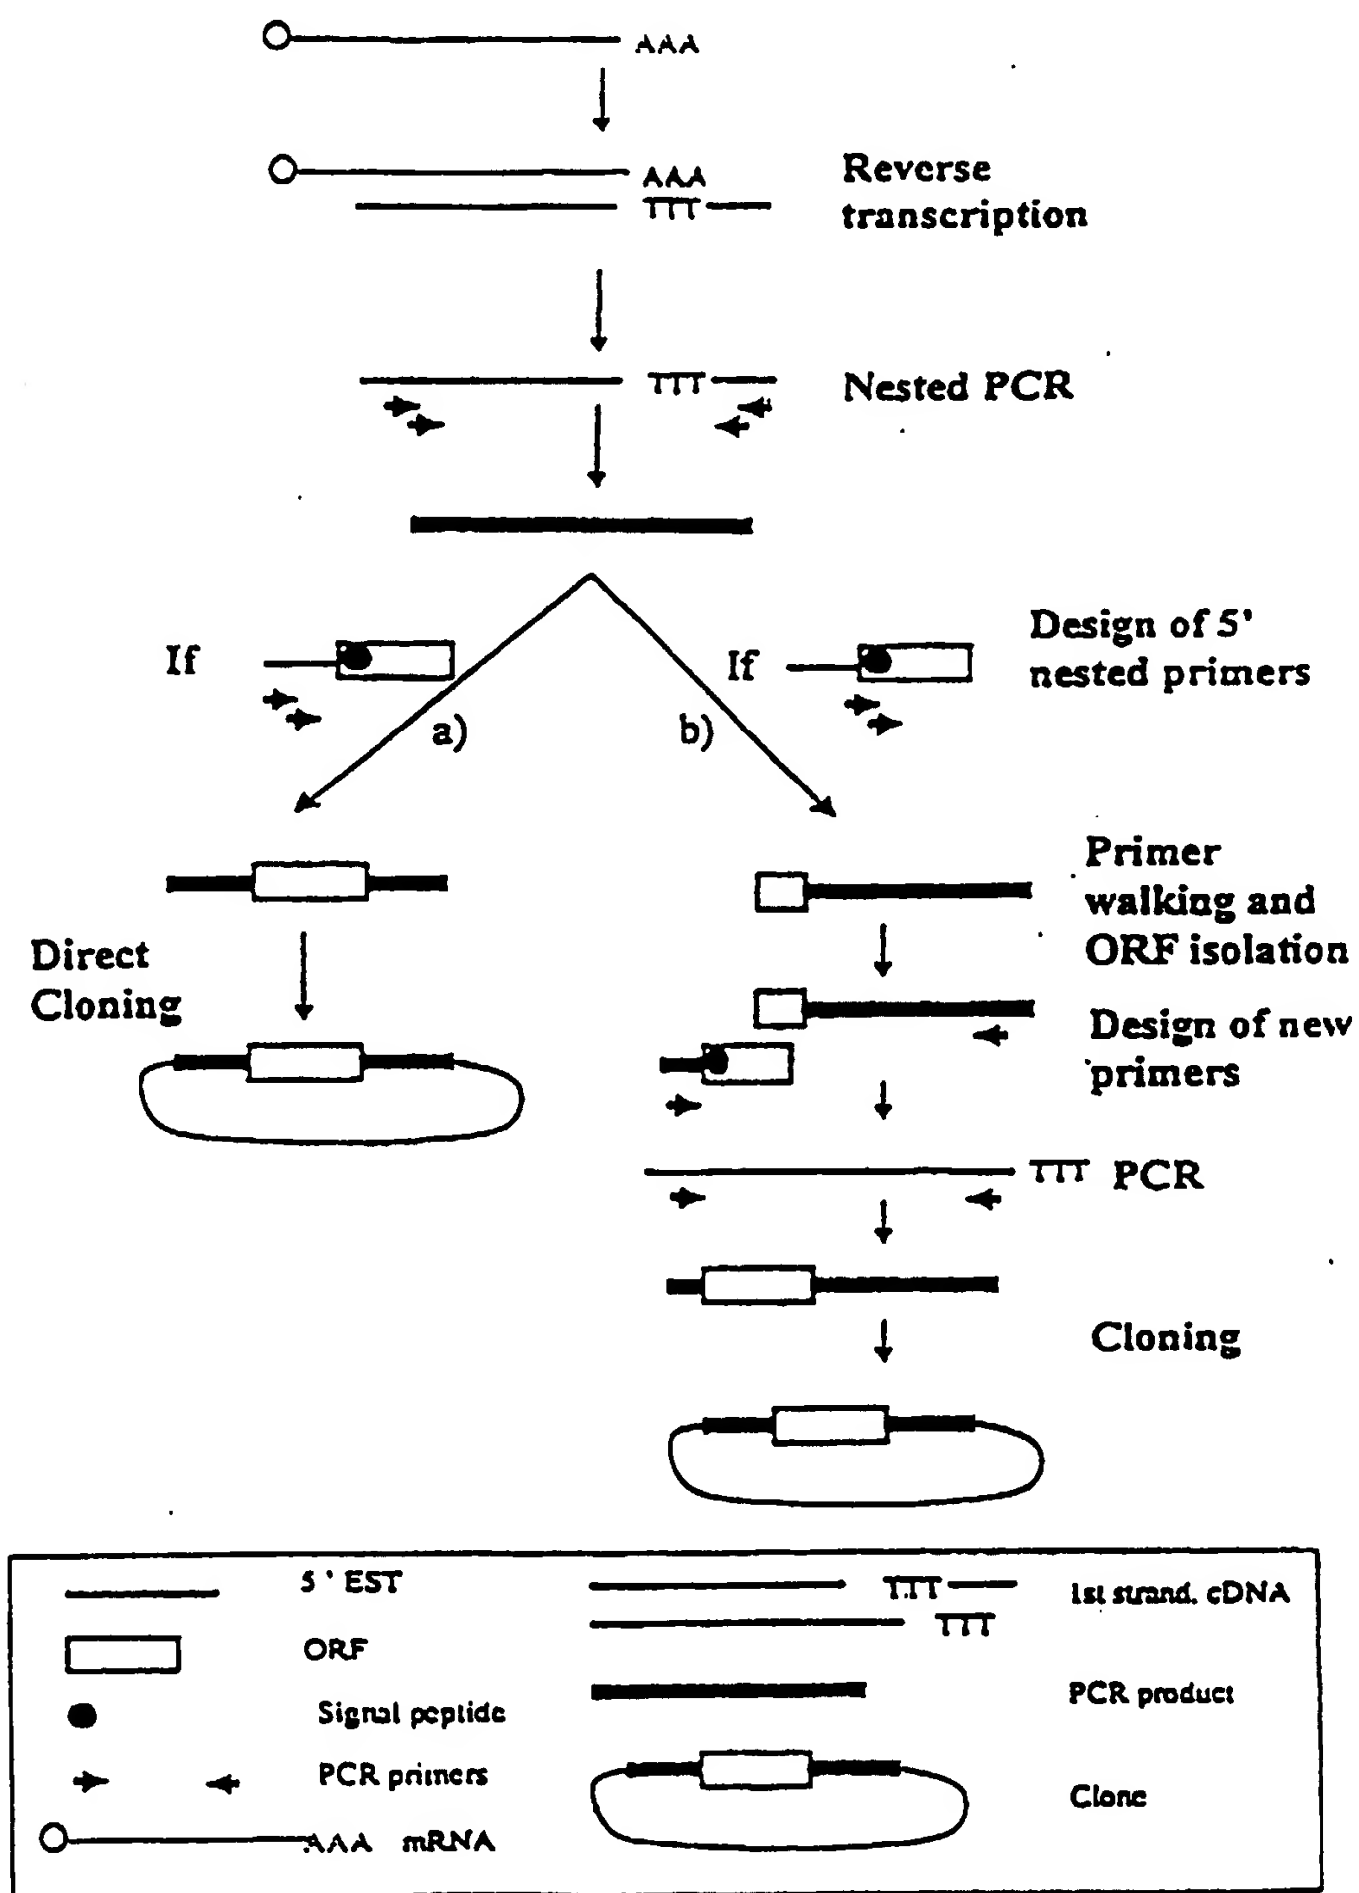 AAA
AAA
TTT
Reverse
transcription
TTT
Nested PCR
If
If
Design of 5'
nested primers
a)
b)
Primer
walking and
ORF isolation
Direct
Cloning
Design of new
primers
TTT PCR
Cloning
5' EST
TTT
1st strand. cDNA
TTT
ORF
Signal peptide
PCR product
PCR primers
Clone
AAA mRNA